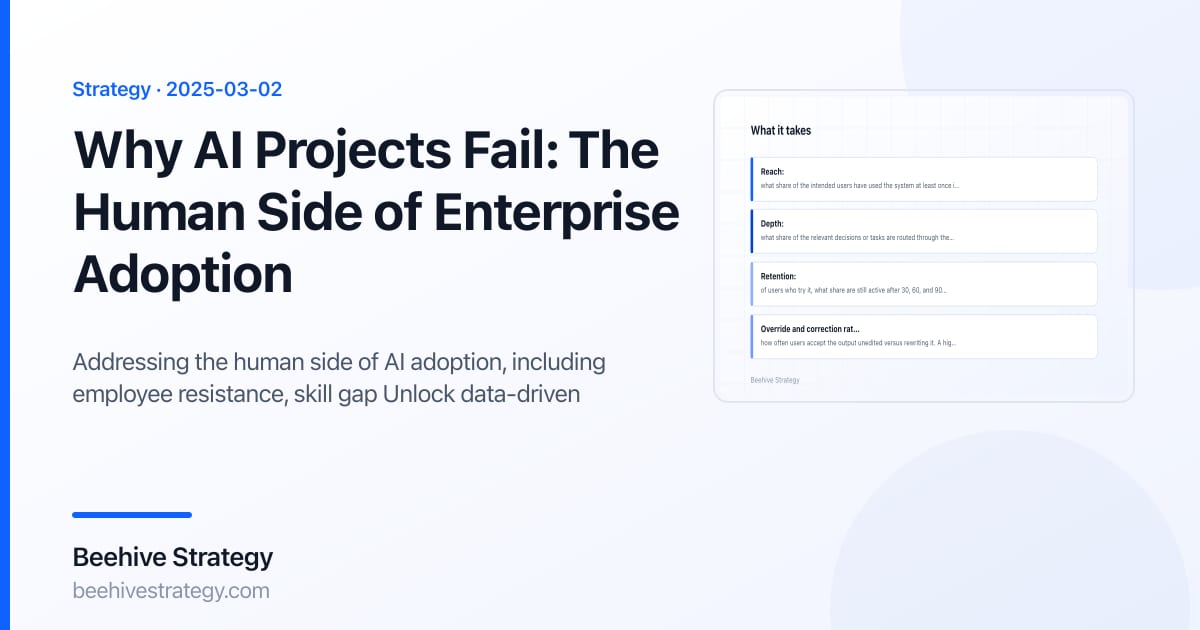 Strategy · 2025-03-02
Why AI Projects Fail: The
Human Side of Enterprise
Adoption
Addressing the human side of AI adoption, including
employee resistance, skill gap Unlock data-driven
Beehive Strategy
beehivestrategy.com
What it takes
Reach:
what share of the intended users have used the system at least once i...
Depth:
what share of the relevant decisions or tasks are routed through the...
Retention:
of users who try it, what share are still active after 30, 60, and 90...
Override and correction rat...
how often users accept the output unedited versus rewriting it. A hig...
Beehive Strategy